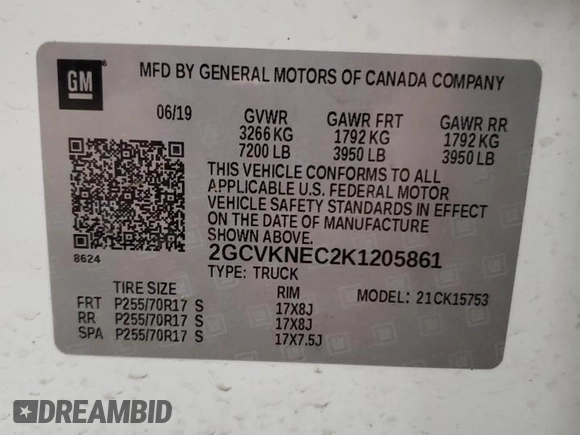 GM
MFD BY GENERAL MOTORS OF CANADA COMPANY
06/19 GVWR GAWR FRT GAWR RR
3266 KG 1792 KG 1792 KG
7200 LB 3950 LB 3950 LB
THIS VEHICLE CONFORMS TO ALL
APPLICABLE U.S. FEDERAL MOTOR
VEHICLE SAFETY STANDARDS IN EFFECT
ON THE DATE OF MANUFACTURE
SHOWN ABOVE.
8624
2GCVKNEC2K1205861
TYPE: TRUCK
TIRE SIZE RIM MODEL: 21CK15753
FRT P255/70R17 S 17X8J
RR P255/70R17 S 17X8J
SPA P255/70R17 S 17X7.5J
DREAMBID